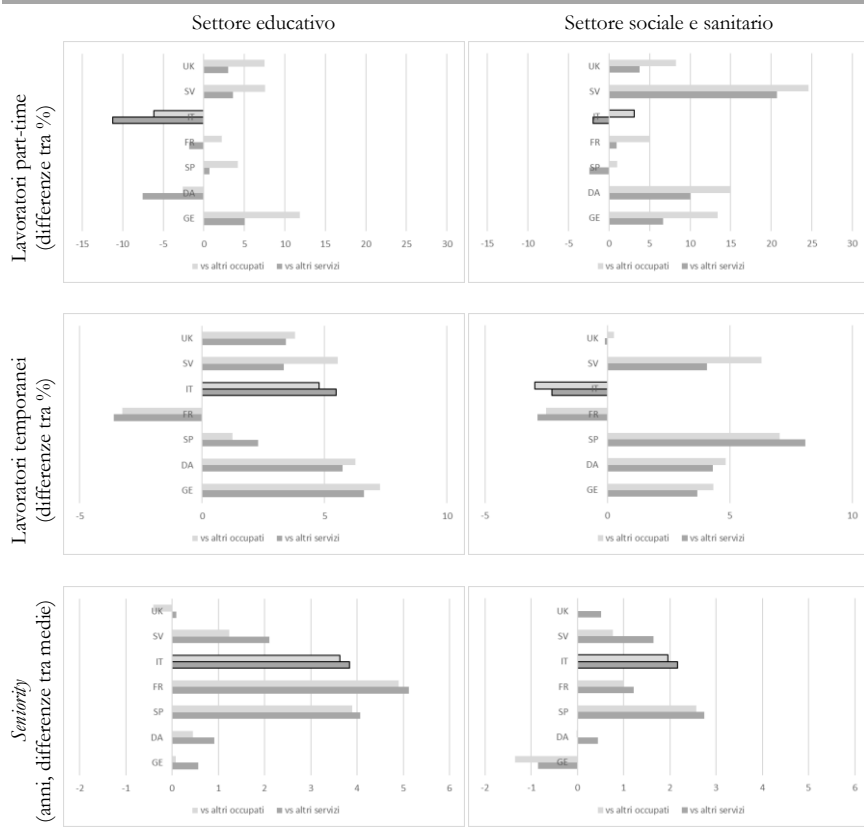 Settore educativo
Settore sociale e sanitario
Lavoratori part-time
(differenze tra %)
UK
SV
IT
FR
SP
DA
GE
-15 -10 -5 0 5 10 15 20 25 30
vs altri occupati vs altri servizi
UK
SV
IT
FR
SP
DA
GE
-15 -10 -5 0 5 10 15 20 25 30
vs altri occupati vs altri servizi
Lavoratori temporanei
(differenze tra %)
UK
SV
IT
FR
SP
DA
GE
-5 0 5 10
vs altri occupati vs altri servizi
UK
SV
IT
FR
SP
DA
GE
-5 0 5 10
vs altri occupati vs altri servizi
Seniority
(anni, differenze tra medie)
UK
SV
IT
FR
SP
DA
GE
-2 -1 0 1 2 3 4 5 6
vs altri occupati vs altri servizi
UK
SV
IT
FR
SP
DA
GE
-2 -1 0 1 2 3 4 5 6
vs altri occupati vs altri servizi